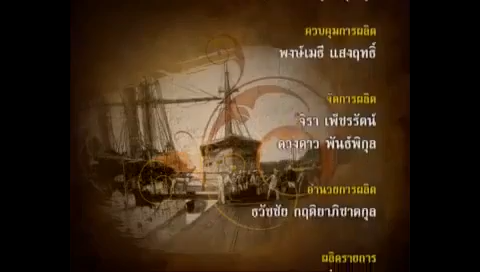 ควบคุมการผลิต
พงษ์เมธี แสงฤทธิ์
จัดการผลิต
จิรา เพ็ชรรัตน์
ดวงดาว พันธ์พิกุล
อำนวยการผลิต
ธวัชชัย กฤติยาภิชาตกุล
ผลิตรายการ